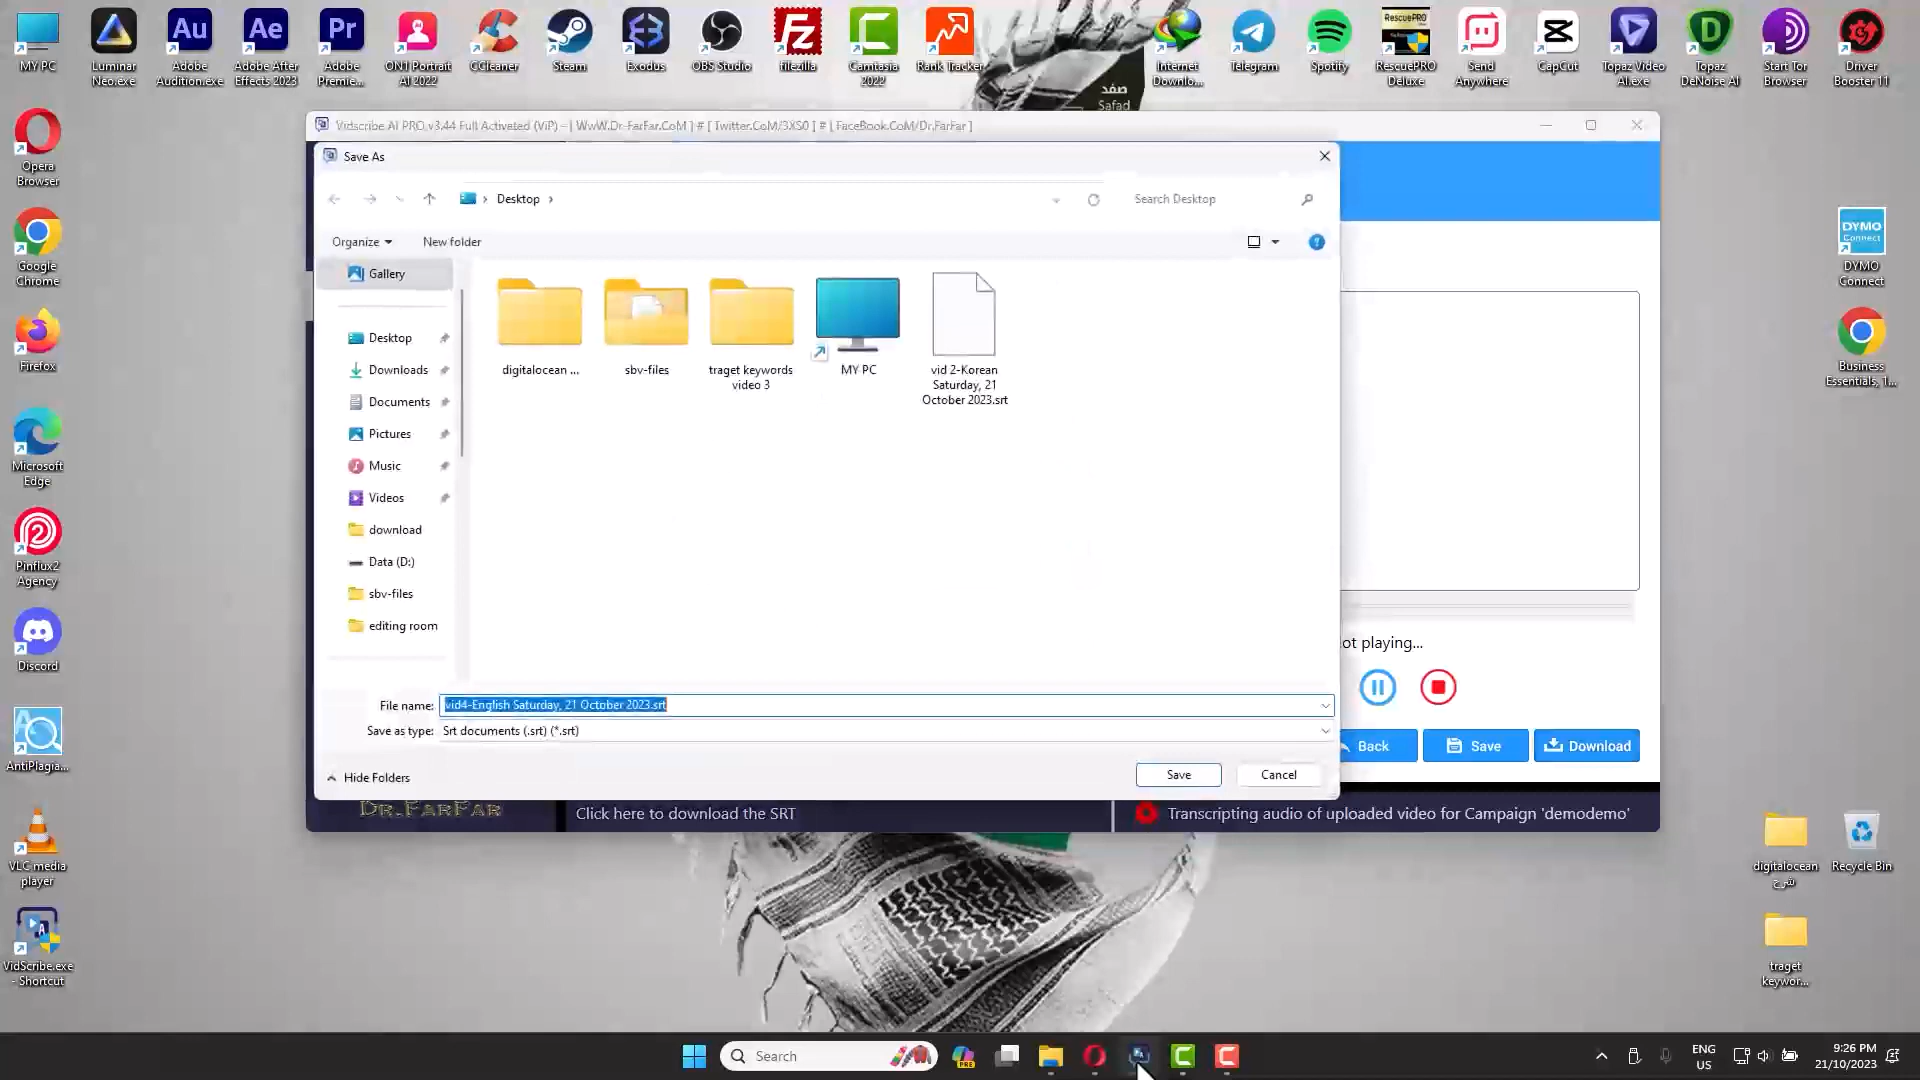 MY PC
Luminar
Neo.exe
Adobe
Audition.exe
Adobe After
Effects 2023
Adobe
Premie...
ON1 Portrait
AI 2022
CCleaner
Steam
Exodus
OBS Studio
filezilla
Camtasia
2022
Rank Tracker
صفد
Safad
Internet
Downlo...
Telegram
Spotify
RescuePRO
Deluxe
Send
Anywhere
CapCut
Topaz Video
AI.exe
Topaz
DeNoise AI
Start Tor
Browser
Driver
Booster 11
Opera
Browser
Google
Chrome
Firefox
Microsoft
Edge
Pinflux2
Agency
Discord
AntiPlagia...
VLC media
player
VidScribe.exe
- Shortcut
Vidscribe AI PRO v3.44 Full Activated (ViP) - [ WwW.Dr-FarFar.CoM ] # [ Twitter.CoM/3XS0 ] # [ FaceBook.CoM/Dr.FarFar ]
Save As
Desktop
Search Desktop
Organize
New folder
Gallery
Desktop
Downloads
Documents
Pictures
Music
Videos
download
Data (D:)
sbv-files
editing room
digitalocean ...
sbv-files
traget keywords
video 3
MY PC
vid 2-Korean
Saturday, 21
October 2023.srt
File name:
vid4-English Saturday, 21 October 2023.srt
Save as type:
Srt documents (.srt) (*.srt)
Hide Folders
Save
Cancel
ot playing...
Back
Save
Download
Dr.FarFar
Click here to download the SRT
Transcripting audio of uploaded video for Campaign 'demodemo'
DYMO
Connect
DYMO
Connect
Business
Essentials, 1...
digitalocean
شرح
Recycle Bin
traget
keywor...
Search
ENG
US
9:26 PM
21/10/2023